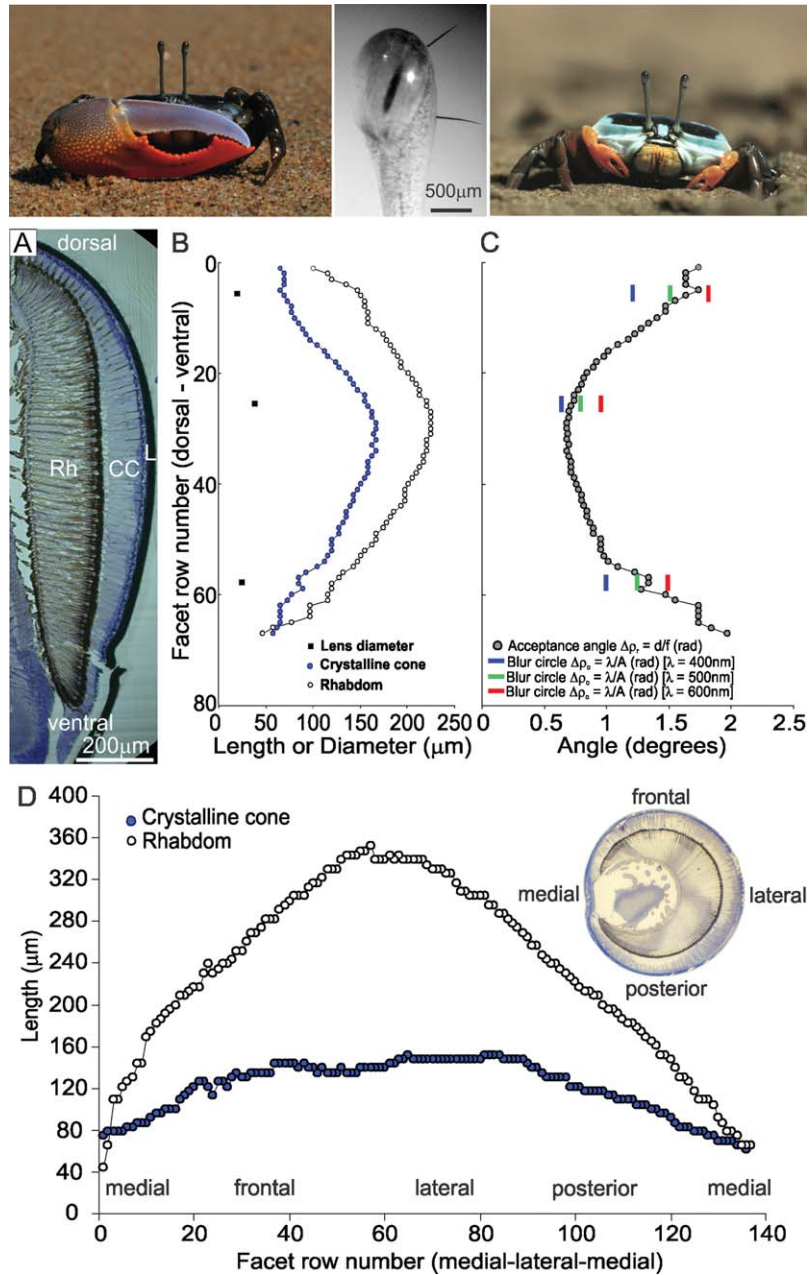 500μm
A
dorsal
Rh
CC
L
ventral
200μm
B
0
20
40
60
80
Facet row number (dorsal - ventral)
Lens diameter
Crystalline cone
Rhabdom
0
50
100
150
200
250
Length or Diameter (μm)
C
Acceptance angle Δρᵣ = d/f (rad)
Blur circle Δρₐ = λ/A (rad) [λ = 400nm]
Blur circle Δρₐ = λ/A (rad) [λ = 500nm]
Blur circle Δρₐ = λ/A (rad) [λ = 600nm]
0
0.5
1
1.5
2
2.5
Angle (degrees)
D
400
360
320
280
240
200
160
120
80
40
0
Length (μm)
Crystalline cone
Rhabdom
frontal
medial
lateral
posterior
medial
frontal
lateral
posterior
medial
0
20
40
60
80
100
120
140
Facet row number (medial-lateral-medial)